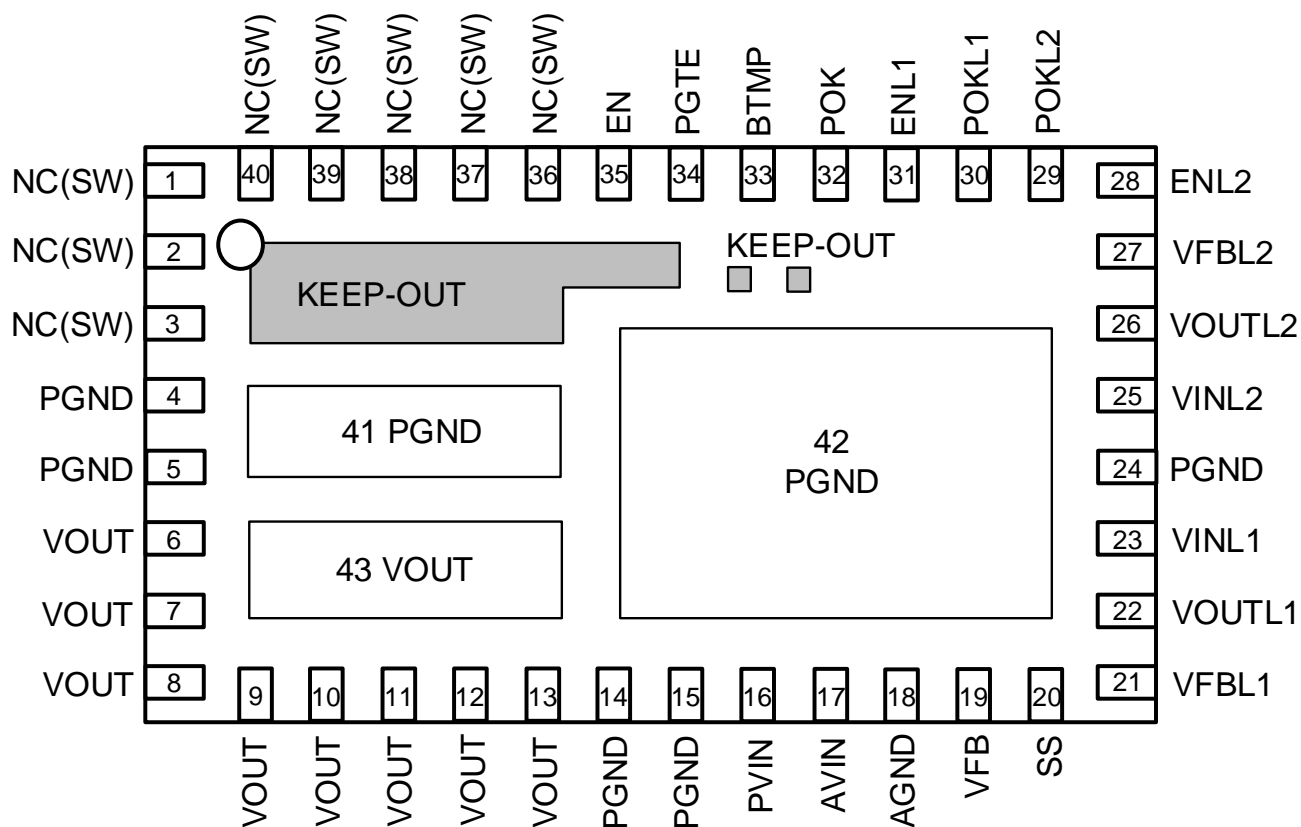 NC(SW) NC(SW) NC(SW) NC(SW) NC(SW) EN PGTE BTMP POK ENL1 POKL1 POKL2
40 39 38 37 36 35 34 33 32 31 30 29
NC(SW) 1 28 ENL2
NC(SW) 2 KEEP-OUT 27 VFBL2
KEEP-OUT
NC(SW) 3 26 VOUTL2
PGND 4 25 VINL2
41 PGND
42
PGND
PGND 5 24 PGND
VOUT 6 23 VINL1
43 VOUT
VOUT 7 22 VOUTL1
VOUT 8 21 VFBL1
9 10 11 12 13 14 15 16 17 18 19 20
VOUT VOUT VOUT VOUT VOUT PGND PGND PVIN AVIN AGND VFB SS